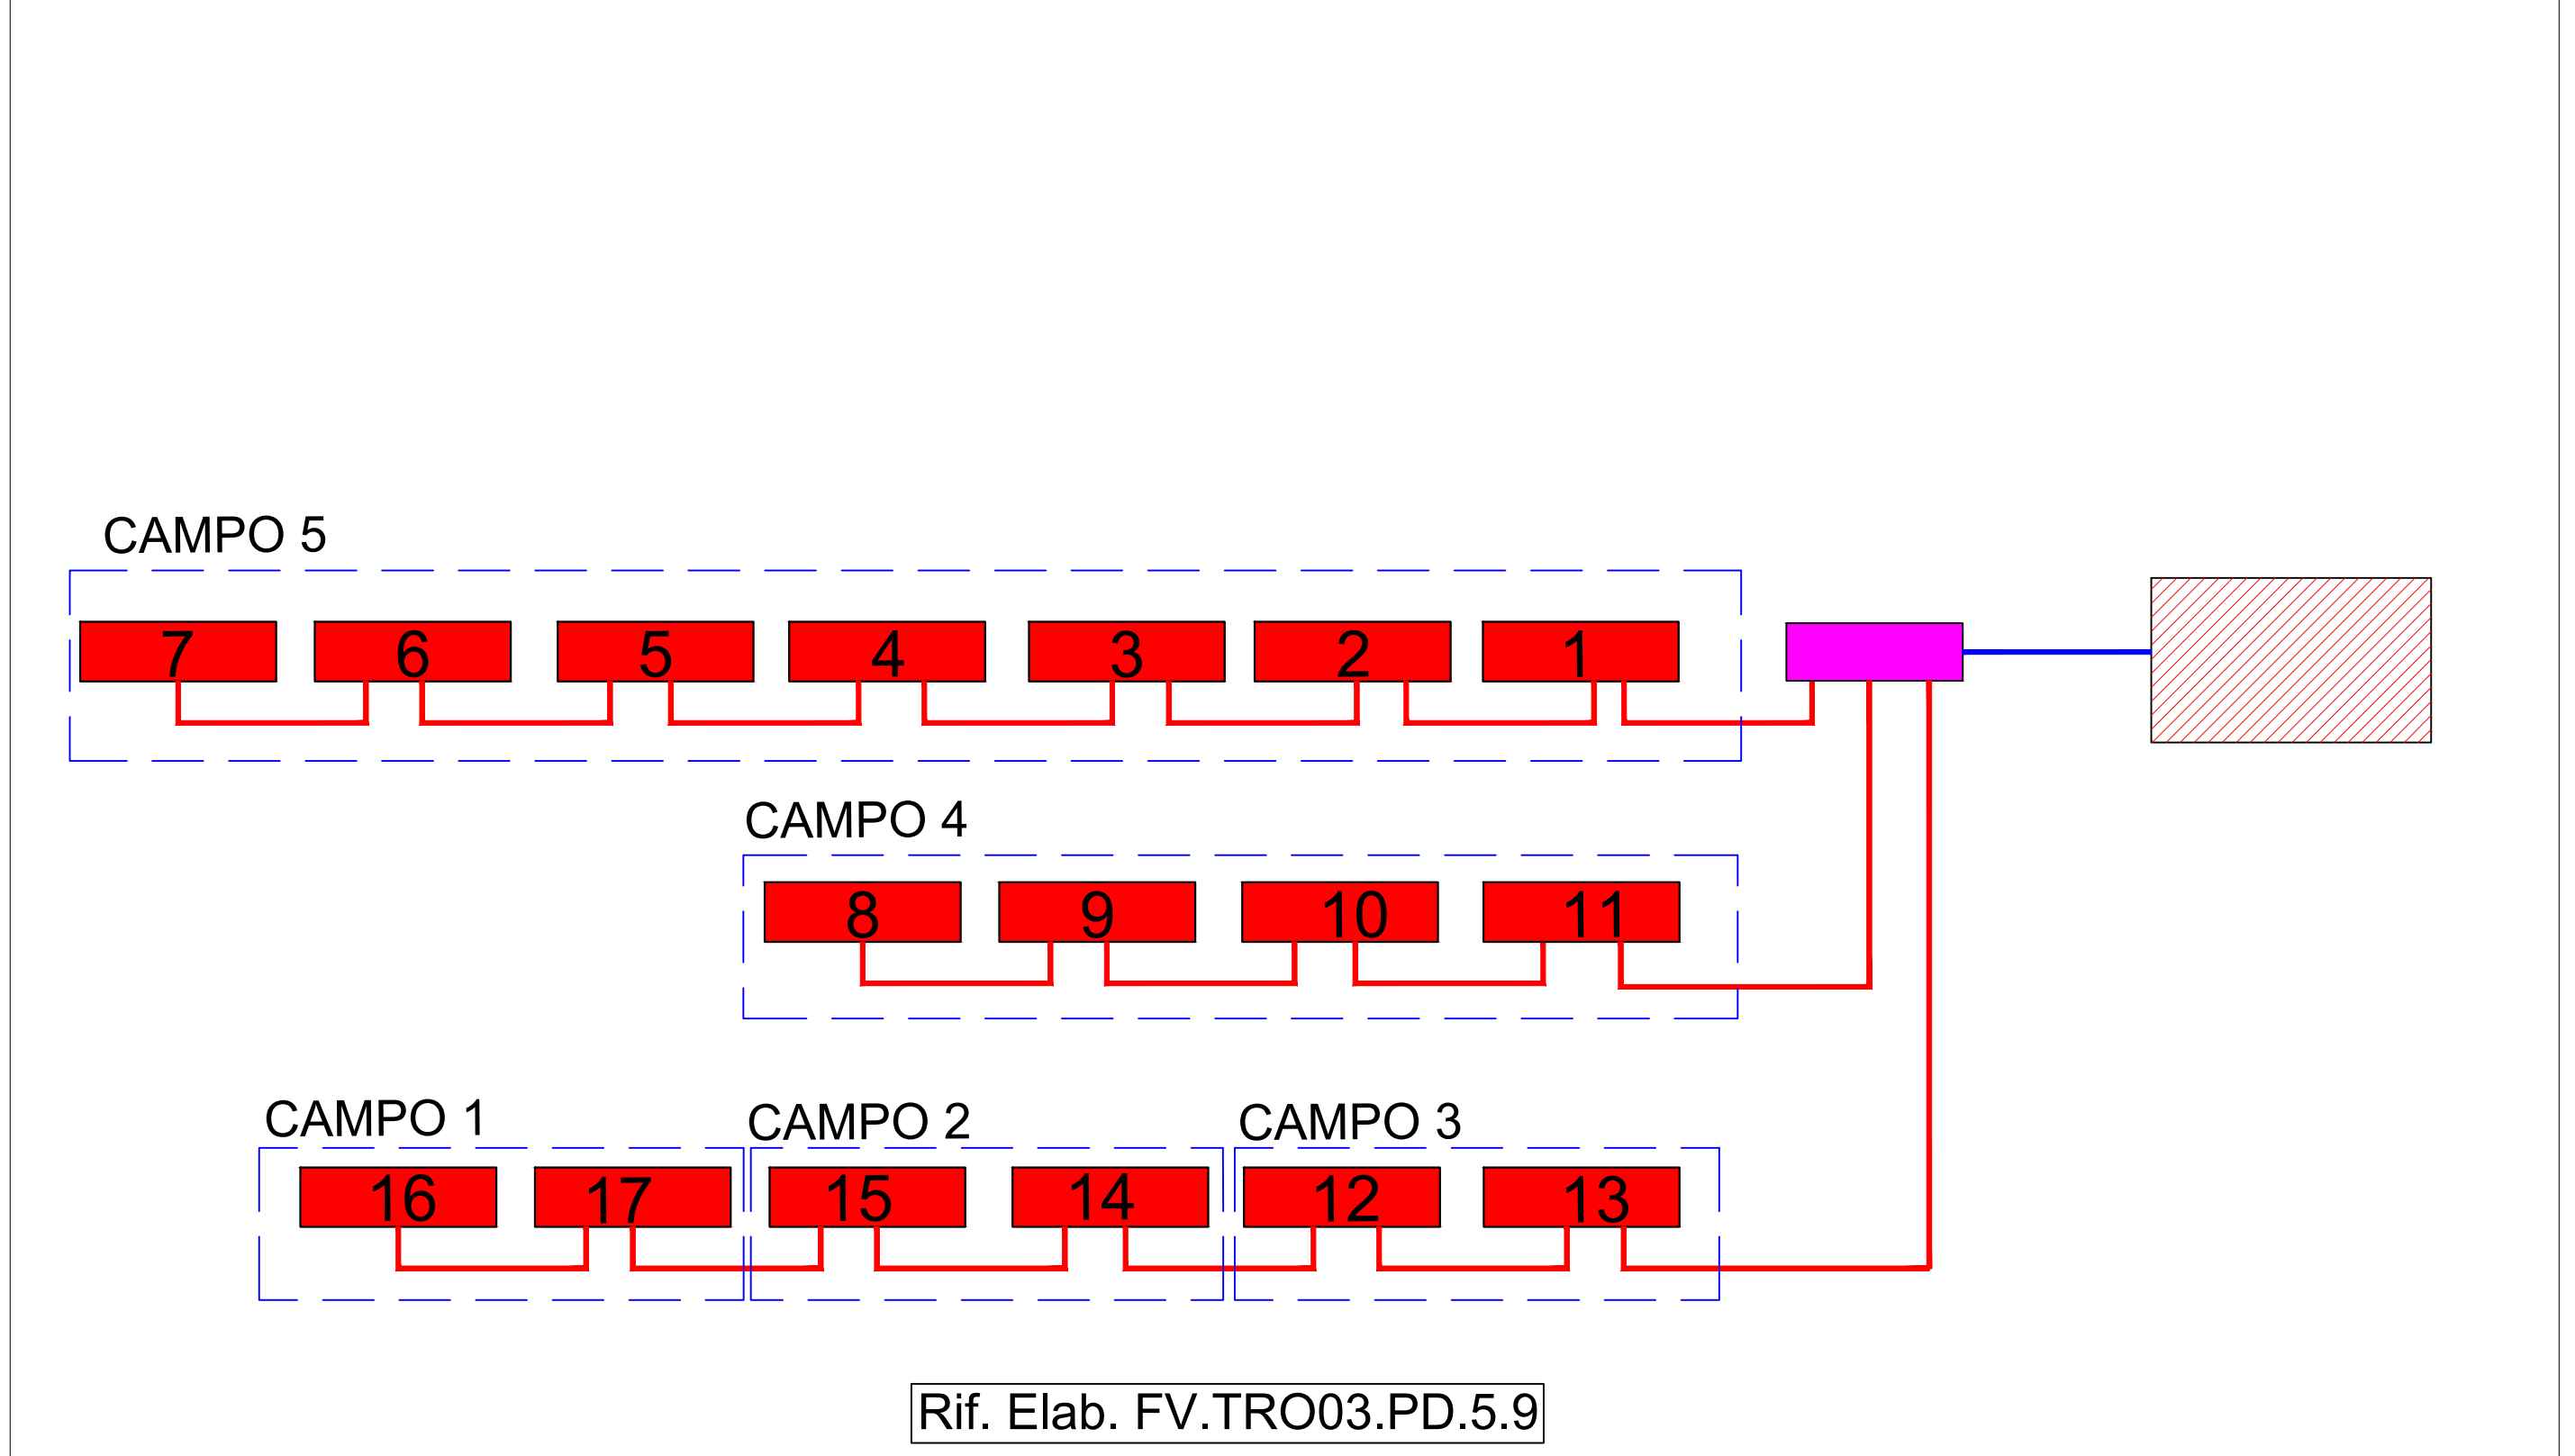 CAMPO 5
7 6 5 4 3 2 1
CAMPO 4
8 9 10 11
CAMPO 1 CAMPO 2 CAMPO 3
16 17 15 14 12 13
Rif. Elab. FV.TRO03.PD.5.9